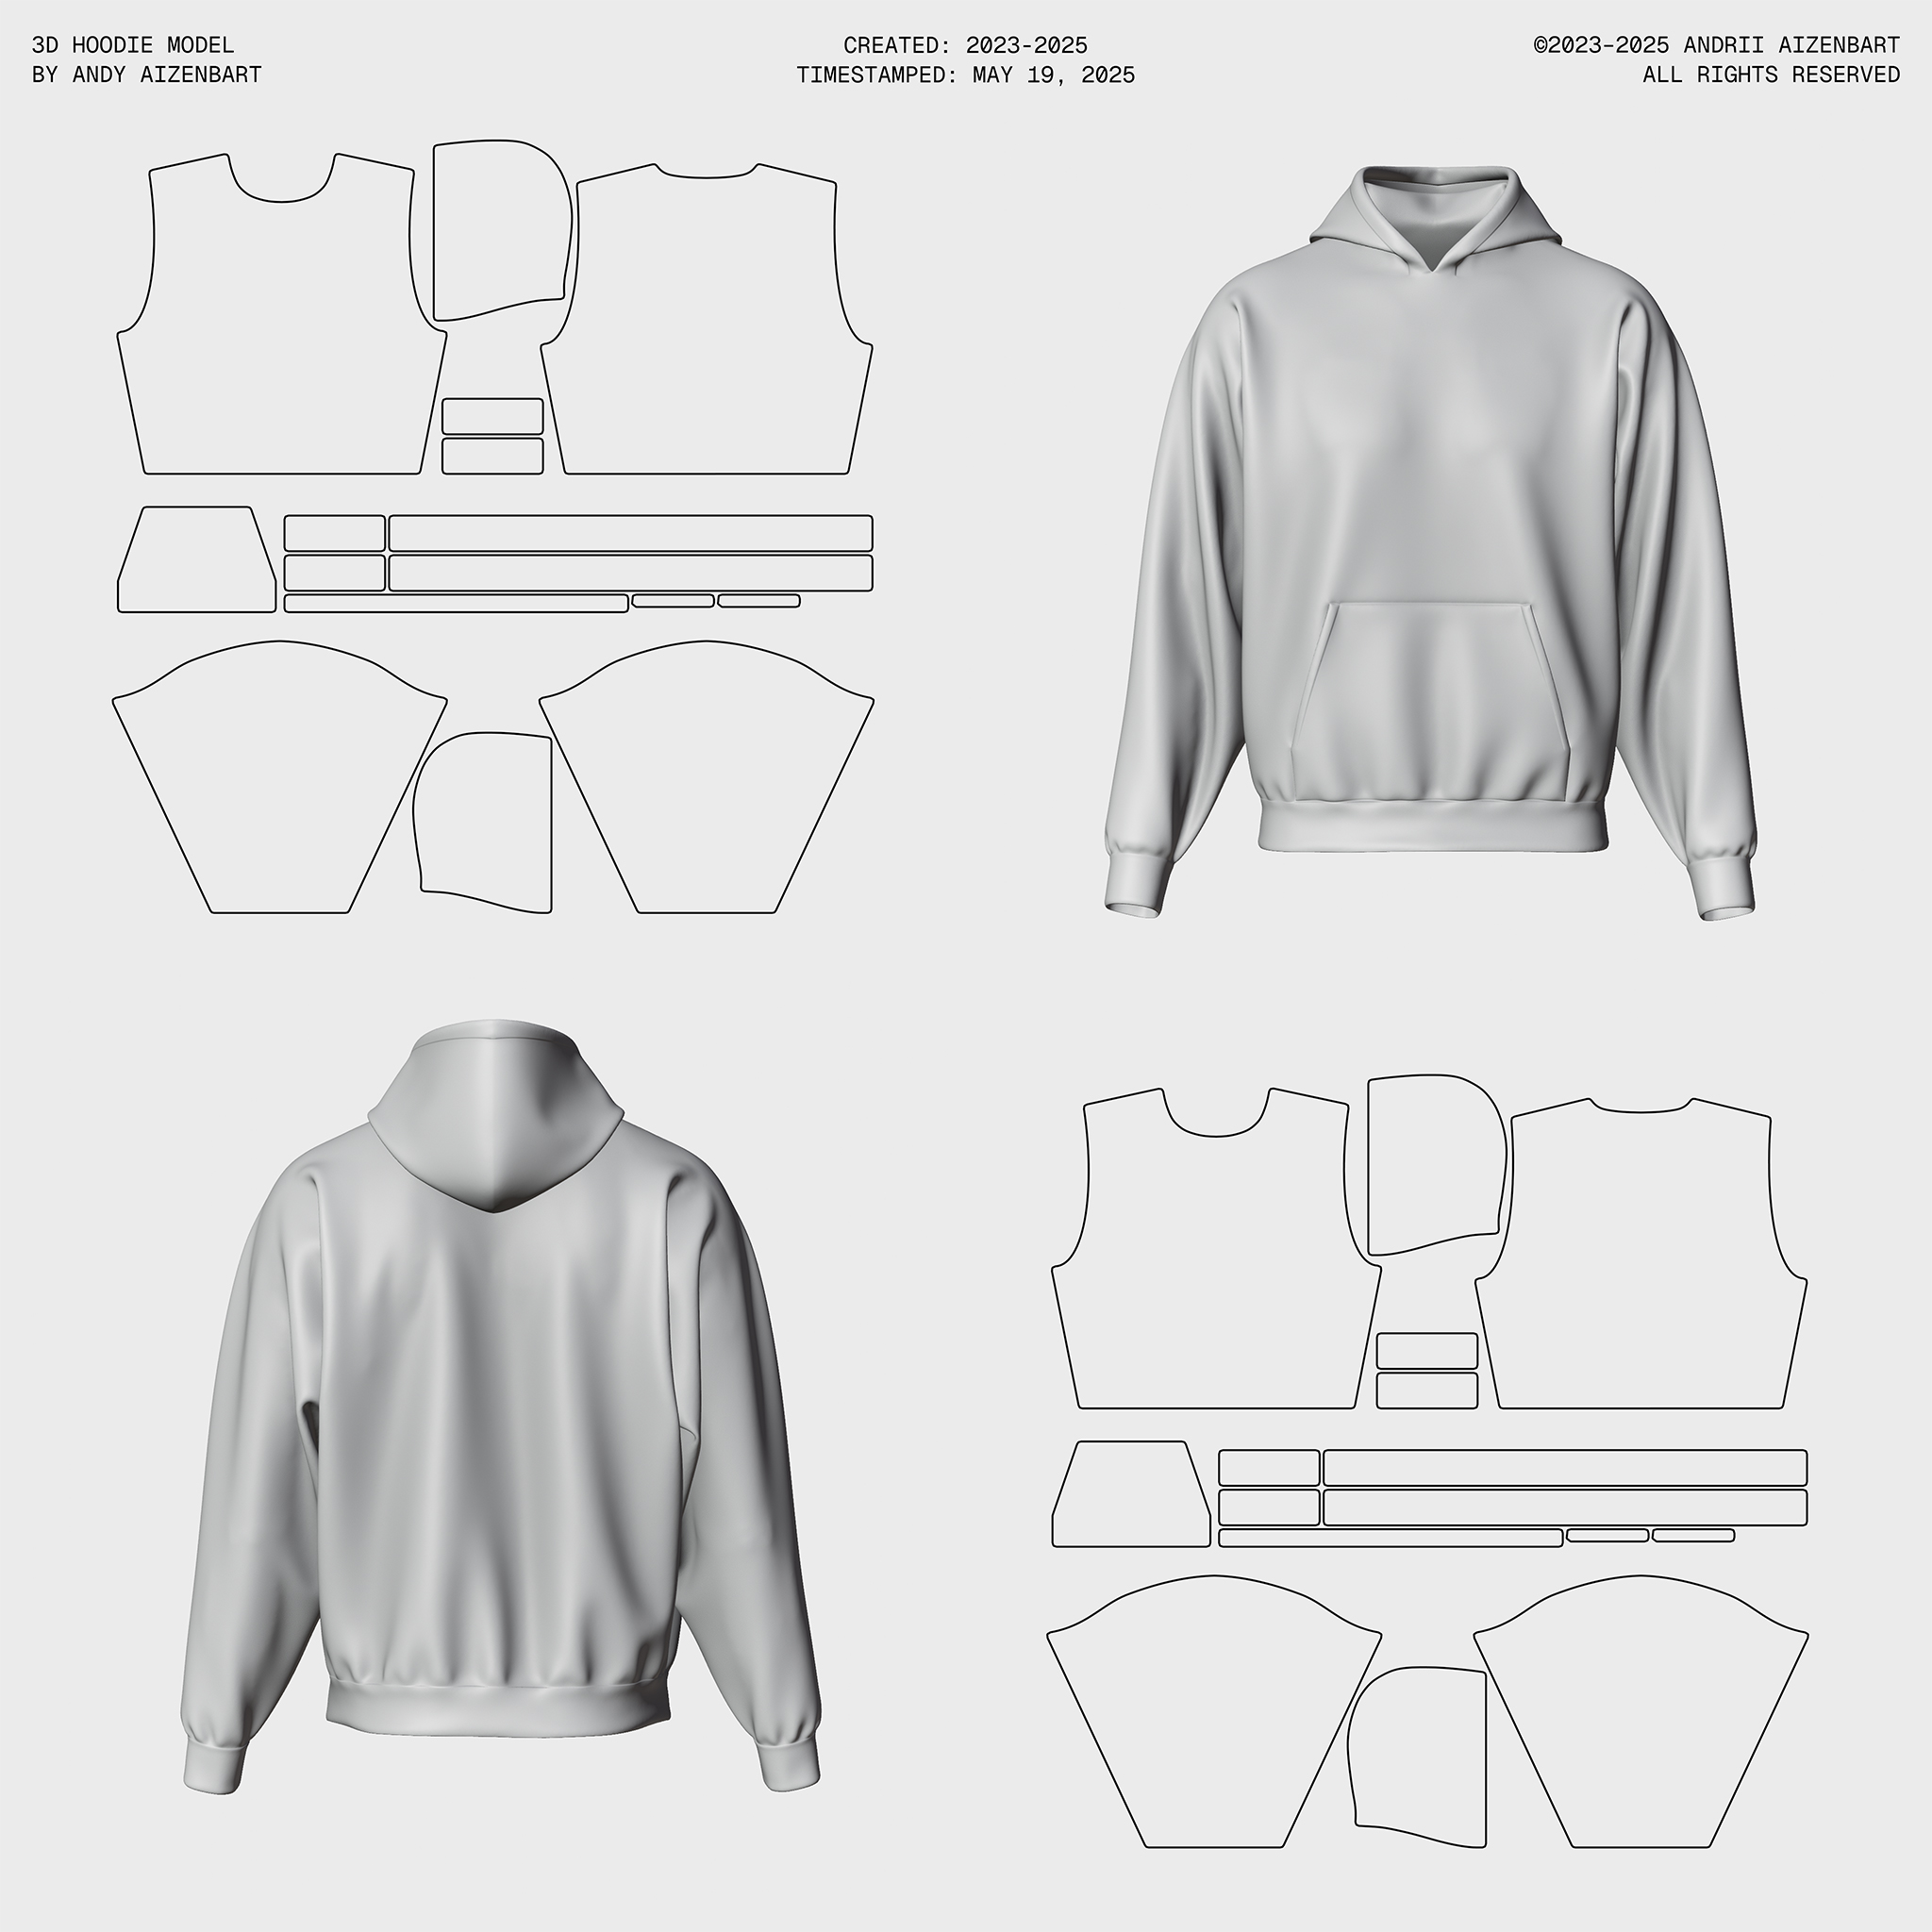 3D HOODIE MODEL
BY ANDY AIZENBART
CREATED: 2023-2025
TIMESTAMPED: MAY 19, 2025
©2023-2025 ANDRII AIZENBART
ALL RIGHTS RESERVED